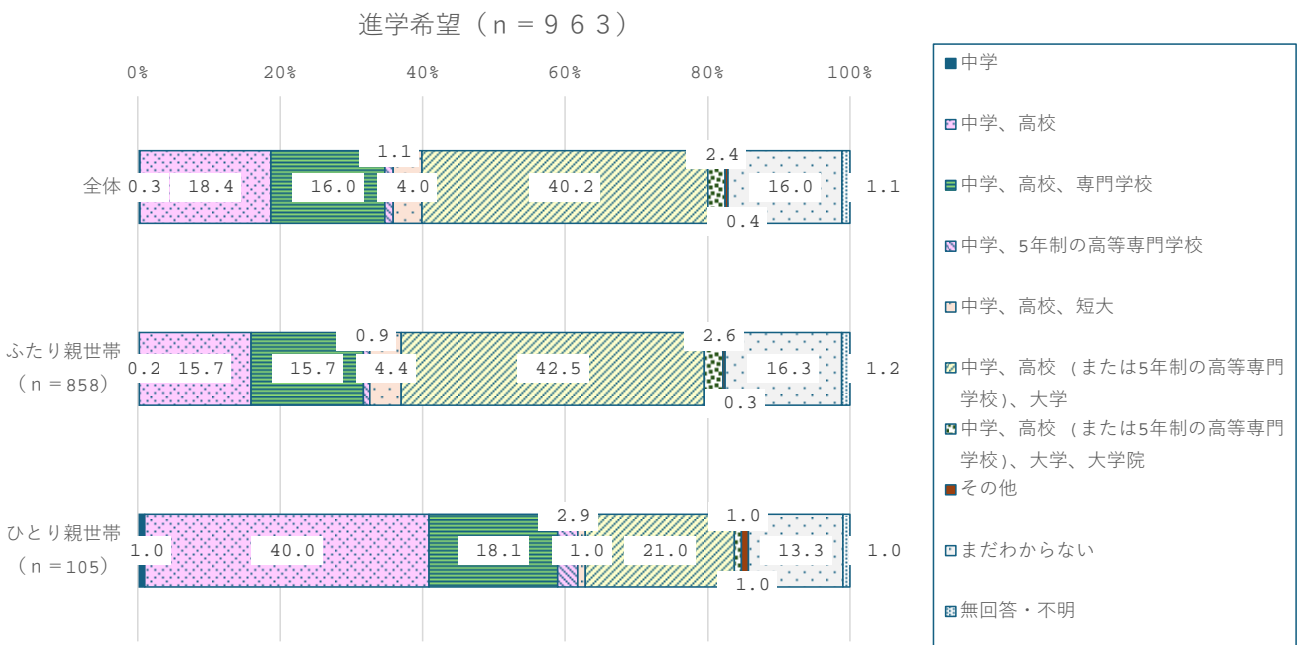 進学希望（n＝963）
0% 20% 40% 60% 80% 100%
全体 0.3 18.4 16.0 1.1 4.0 40.2 2.4 0.4 16.0 1.1
ふたり親世帯
（n＝858）
0.2 15.7 15.7 0.9 4.4 42.5 2.6 0.3 16.3 1.2
ひとり親世帯
（n＝105）
1.0 40.0 18.1 2.9 1.0 21.0 1.0 1.0 13.3 1.0
中学
中学、高校
中学、高校、専門学校
中学、5年制の高等専門学校
中学、高校、短大
中学、高校（または5年制の高等専門
学校）、大学
中学、高校（または5年制の高等専門
学校）、大学、大学院
その他
まだわからない
無回答・不明